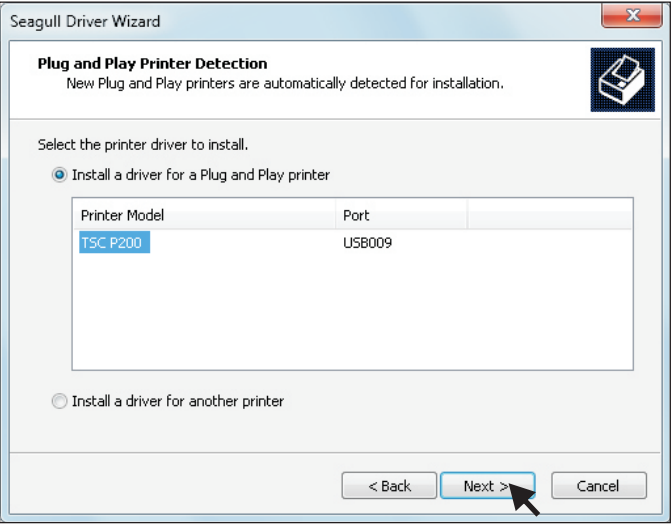 Seagull Driver Wizard
Plug and Play Printer Detection
New Plug and Play printers are automatically detected for installation.
Select the printer driver to install.
Install a driver for a Plug and Play printer
Printer Model Port
TSC P200 USB009
Install a driver for another printer
< Back Next > Cancel